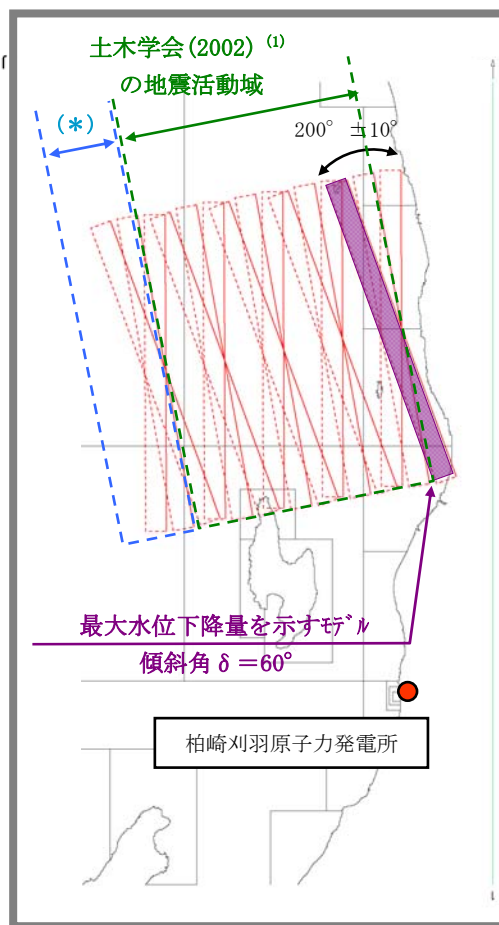 土木学会(2002) (1)
の地震活動域
(*)
200° ±10°
最大水位下降量を示すモデル
傾斜角 δ =60°
柏崎刈羽原子力発電所